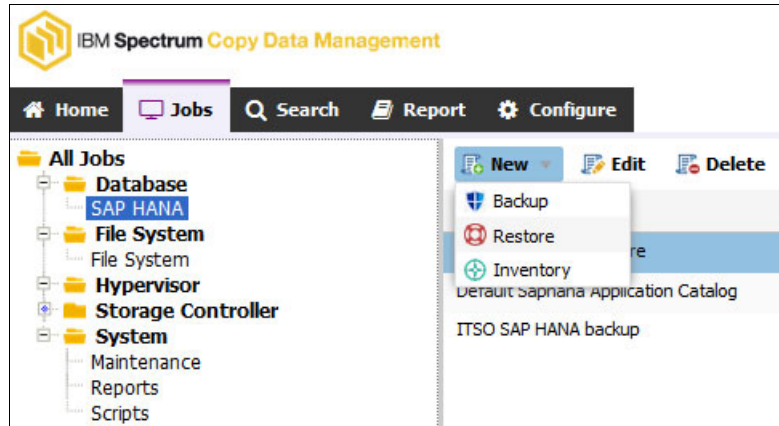 IBM Spectrum Copy Data Management
Home Jobs Search Report Configure
All Jobs
Database
SAP HANA
File System
File System
Hypervisor
Storage Controller
System
Maintenance
Reports
Scripts
New Edit Delete
Backup
Restore
Inventory
re
Default Saphana Application Catalog
ITSO SAP HANA backup